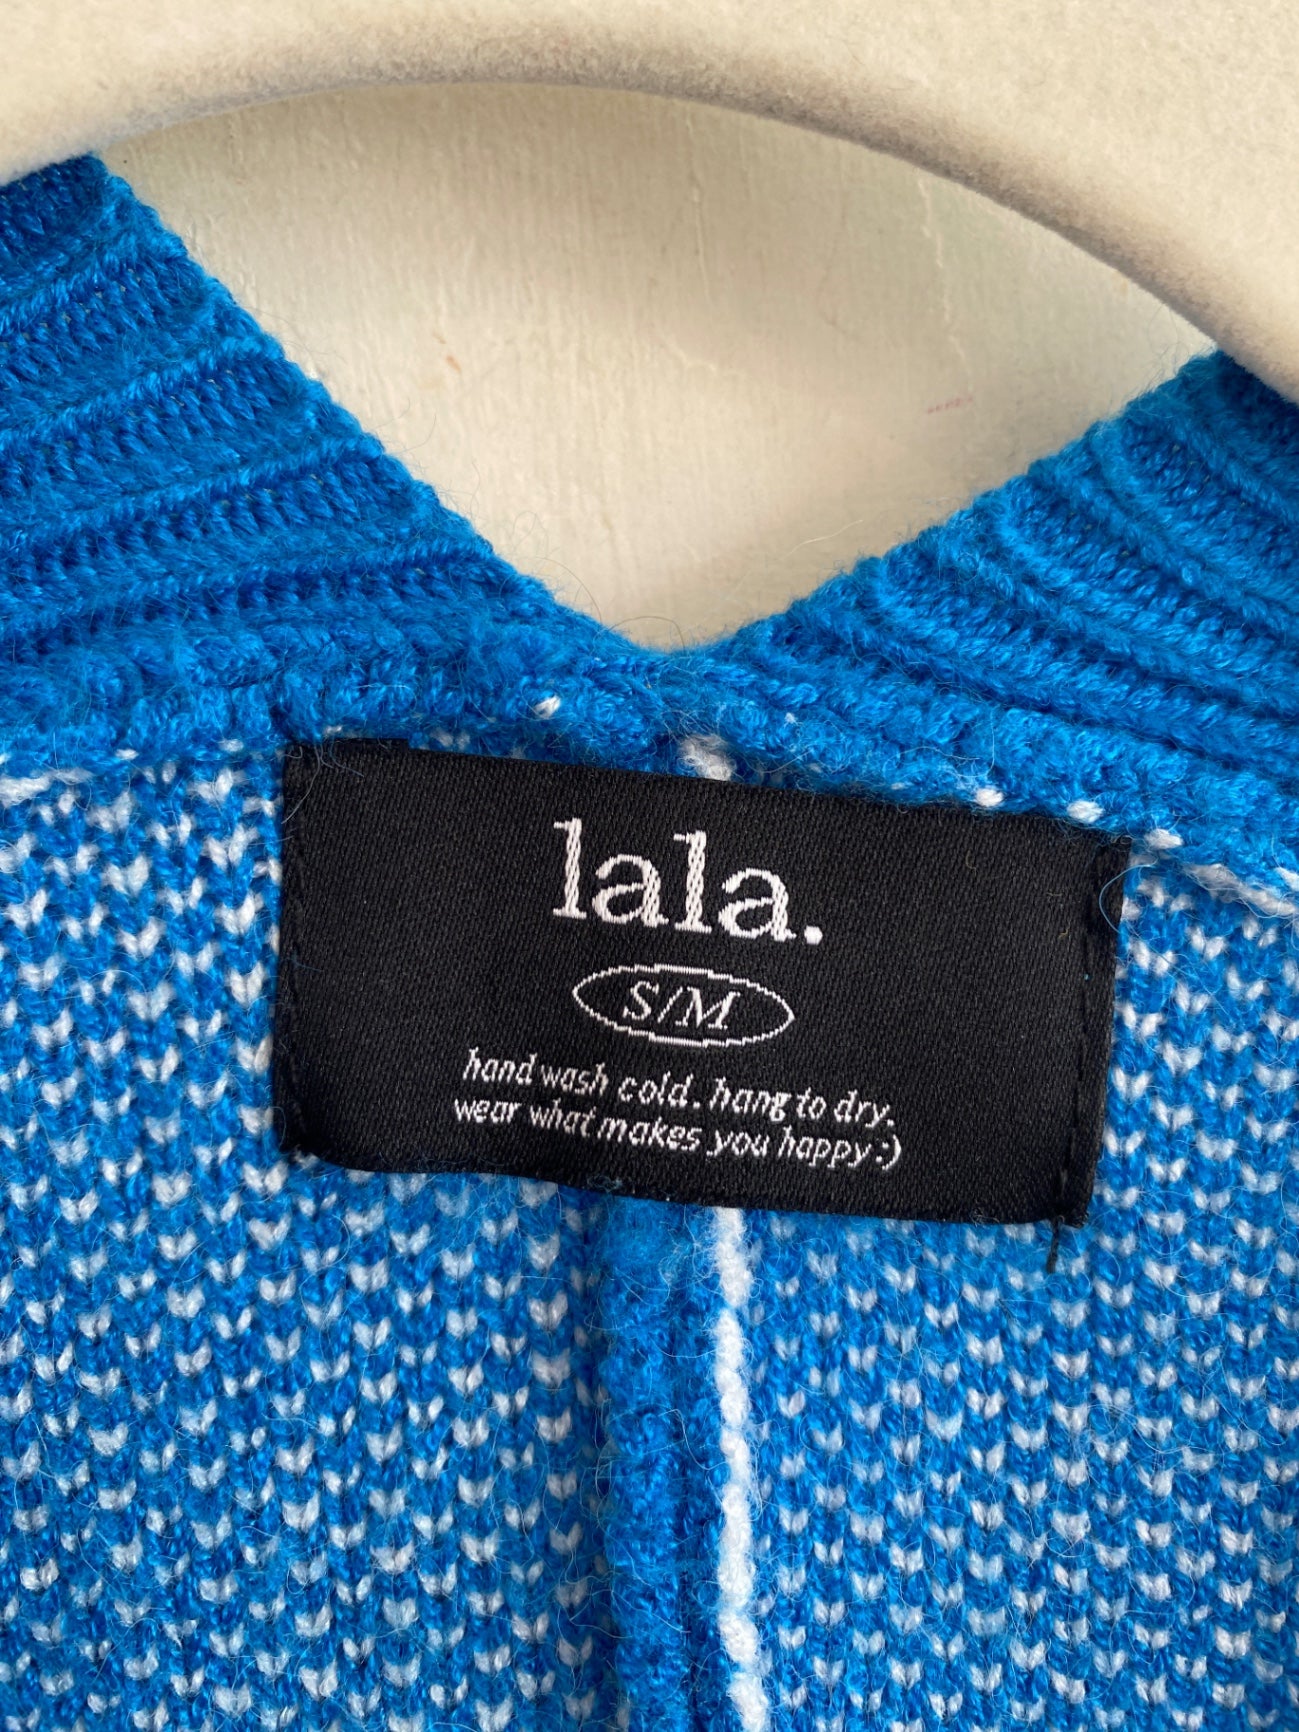 lala.
S/M
hand wash cold. hang to dry.
wear what makes you happy :)